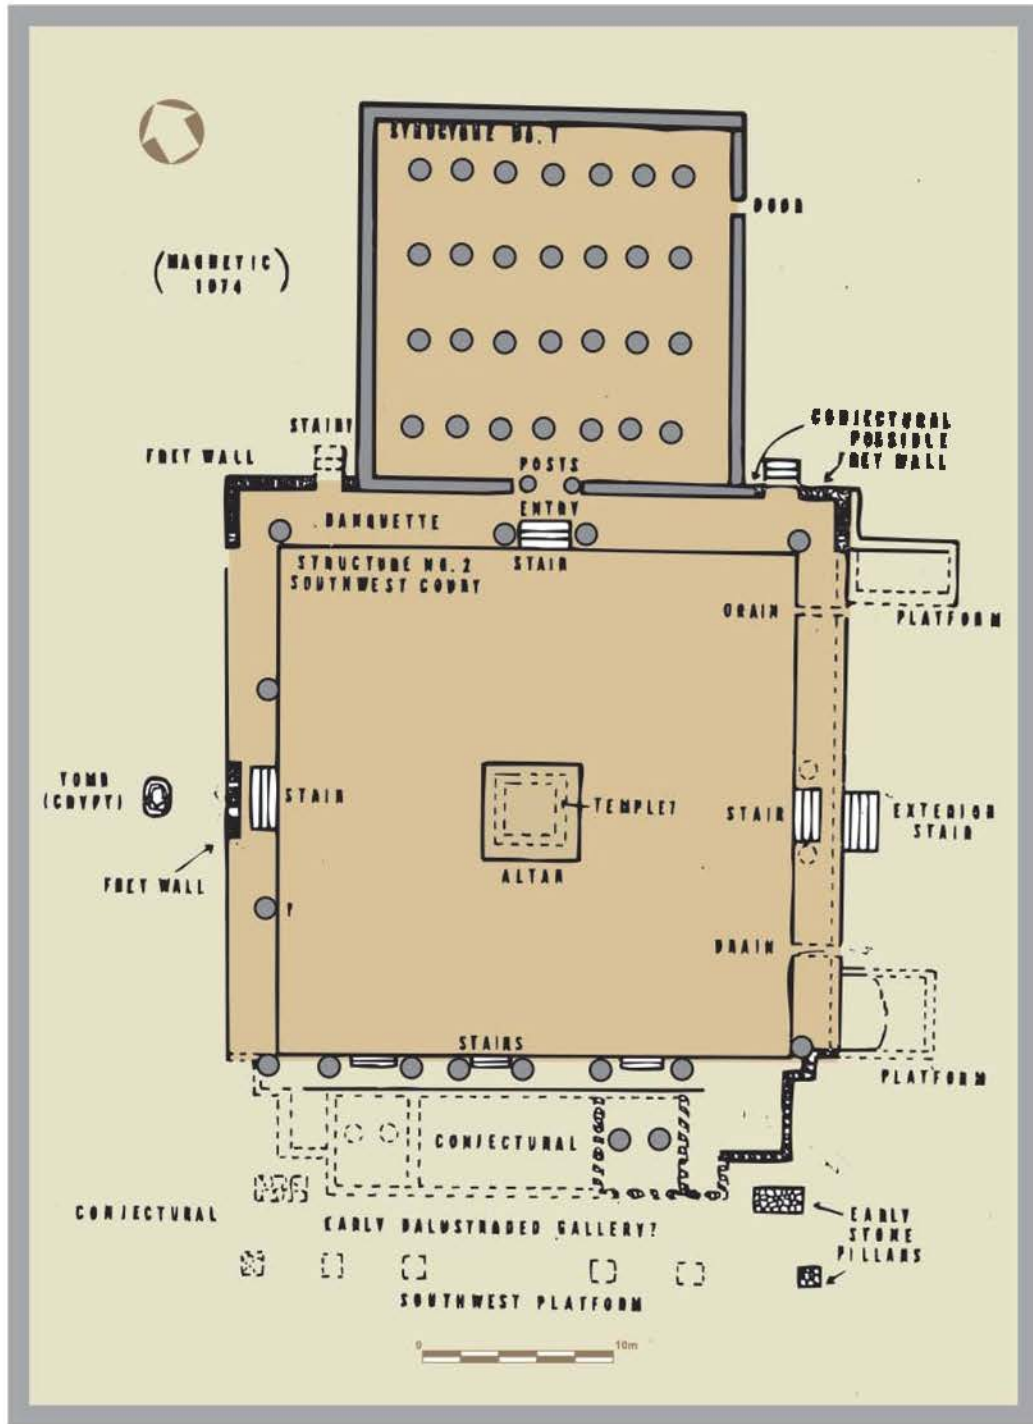 STRUCTURE NO. 1
DOOR
(MAGNETIC
1974)
STAIR?
FRET WALL
CONJECTURAL
POSSIBLE
FRET WALL
POSTS
ENTRY
BANQUETTE
STAIR
STRUCTURE NO. 2
SOUTHWEST COURT
DRAIN
PLATFORM
TOMB
(CRYPT)
STAIR
TEMPLE?
STAIR
EXTERIOR
STAIR
FRET WALL
ALTAR
?
DRAIN
STAIRS
PLATFORM
CONJECTURAL
CONJECTURAL
EARLY BALUSTRADED GALLERY?
EARLY
STONE
PILLARS
SOUTHWEST PLATFORM
0 10m